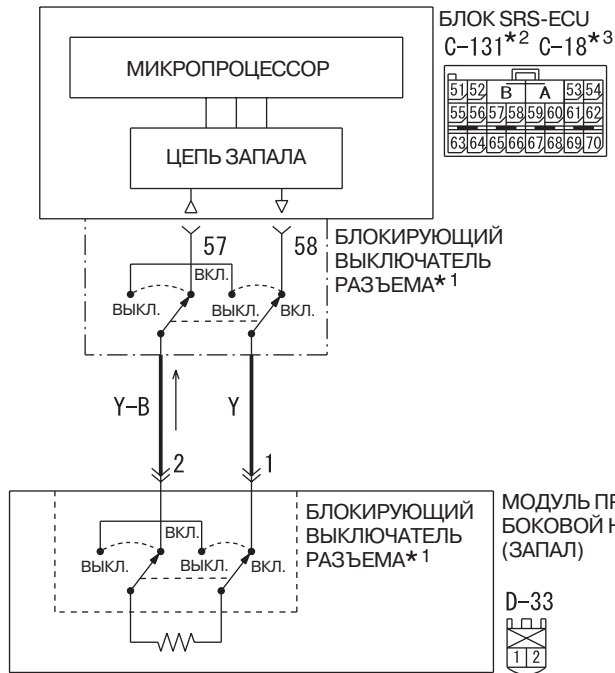 БЛОК SRS-ECU
C-131*2 C-18*3
51 52 B A 53 54
55 56 57 58 59 60 61 62
63 64 65 66 67 68 69 70
МИКРОПРОЦЕССОР
ЦЕПЬ ЗАПАЛА
57 58
БЛОКИРУЮЩИЙ
ВЫКЛЮЧАТЕЛЬ
РАЗЪЕМА*1
ВКЛ.
ВЫКЛ. ВЫКЛ. ВКЛ.
Y-B Y
2 1
БЛОКИРУЮЩИЙ
ВЫКЛЮЧАТЕЛЬ
РАЗЪЕМА*1
ВКЛ.
ВЫКЛ. ВЫКЛ. ВКЛ.
МОДУЛЬ
БОКОВОЙ
(ЗАПАЛ)
D-33
1 2